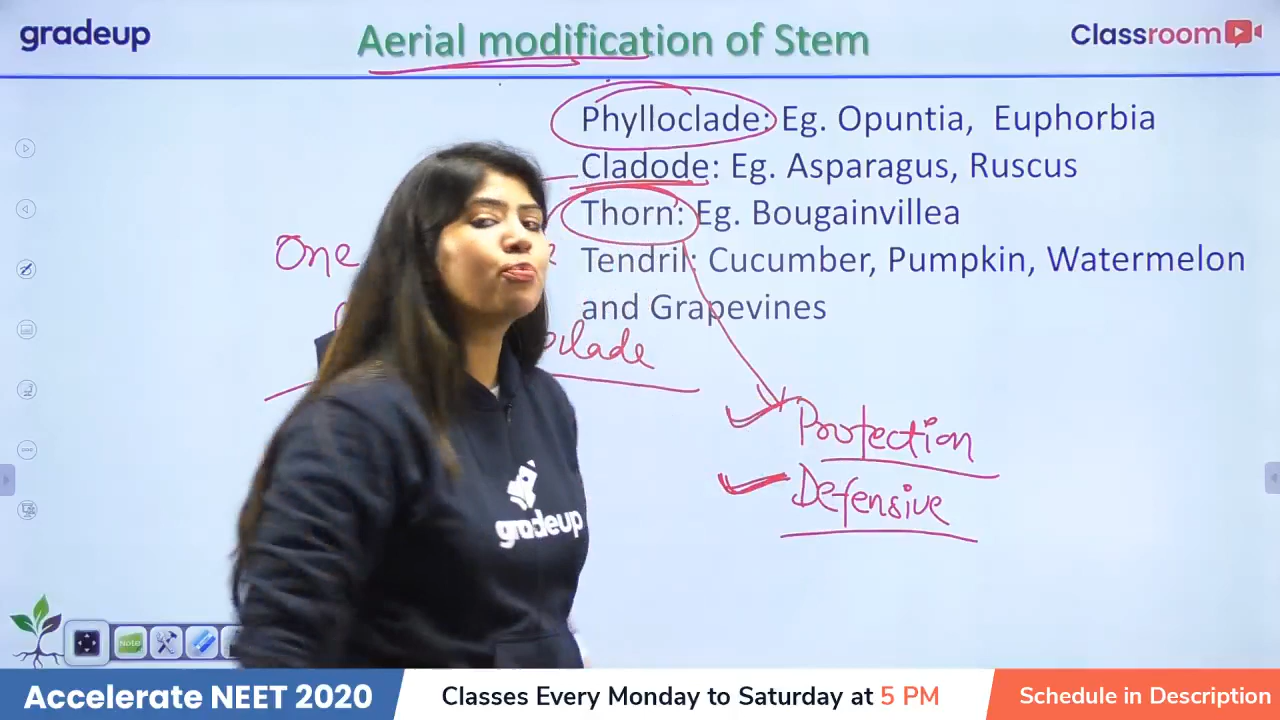 gradeup
Aerial modification of Stem
Classroom
Phylloclade: Eg. Opuntia, Euphorbia
Cladode: Eg. Asparagus, Ruscus
Thorn: Eg. Bougainvillea
One
Tendril: Cucumber, Pumpkin, Watermelon
and Grapevines
Protection
Defensive
gradeup
Note
Accelerate NEET 2020
Classes Every Monday to Saturday at 5 PM
Schedule in Description